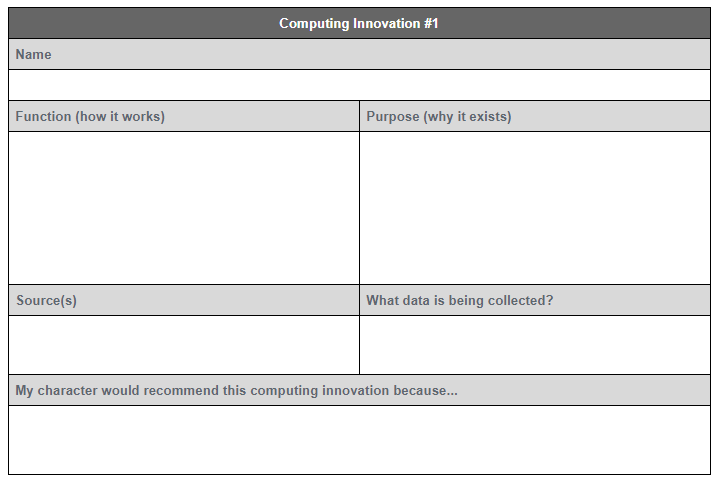 Computing Innovation #1
Name
Function (how it works)
Purpose (why it exists)
Source(s)
What data is being collected?
My character would recommend this computing innovation because...